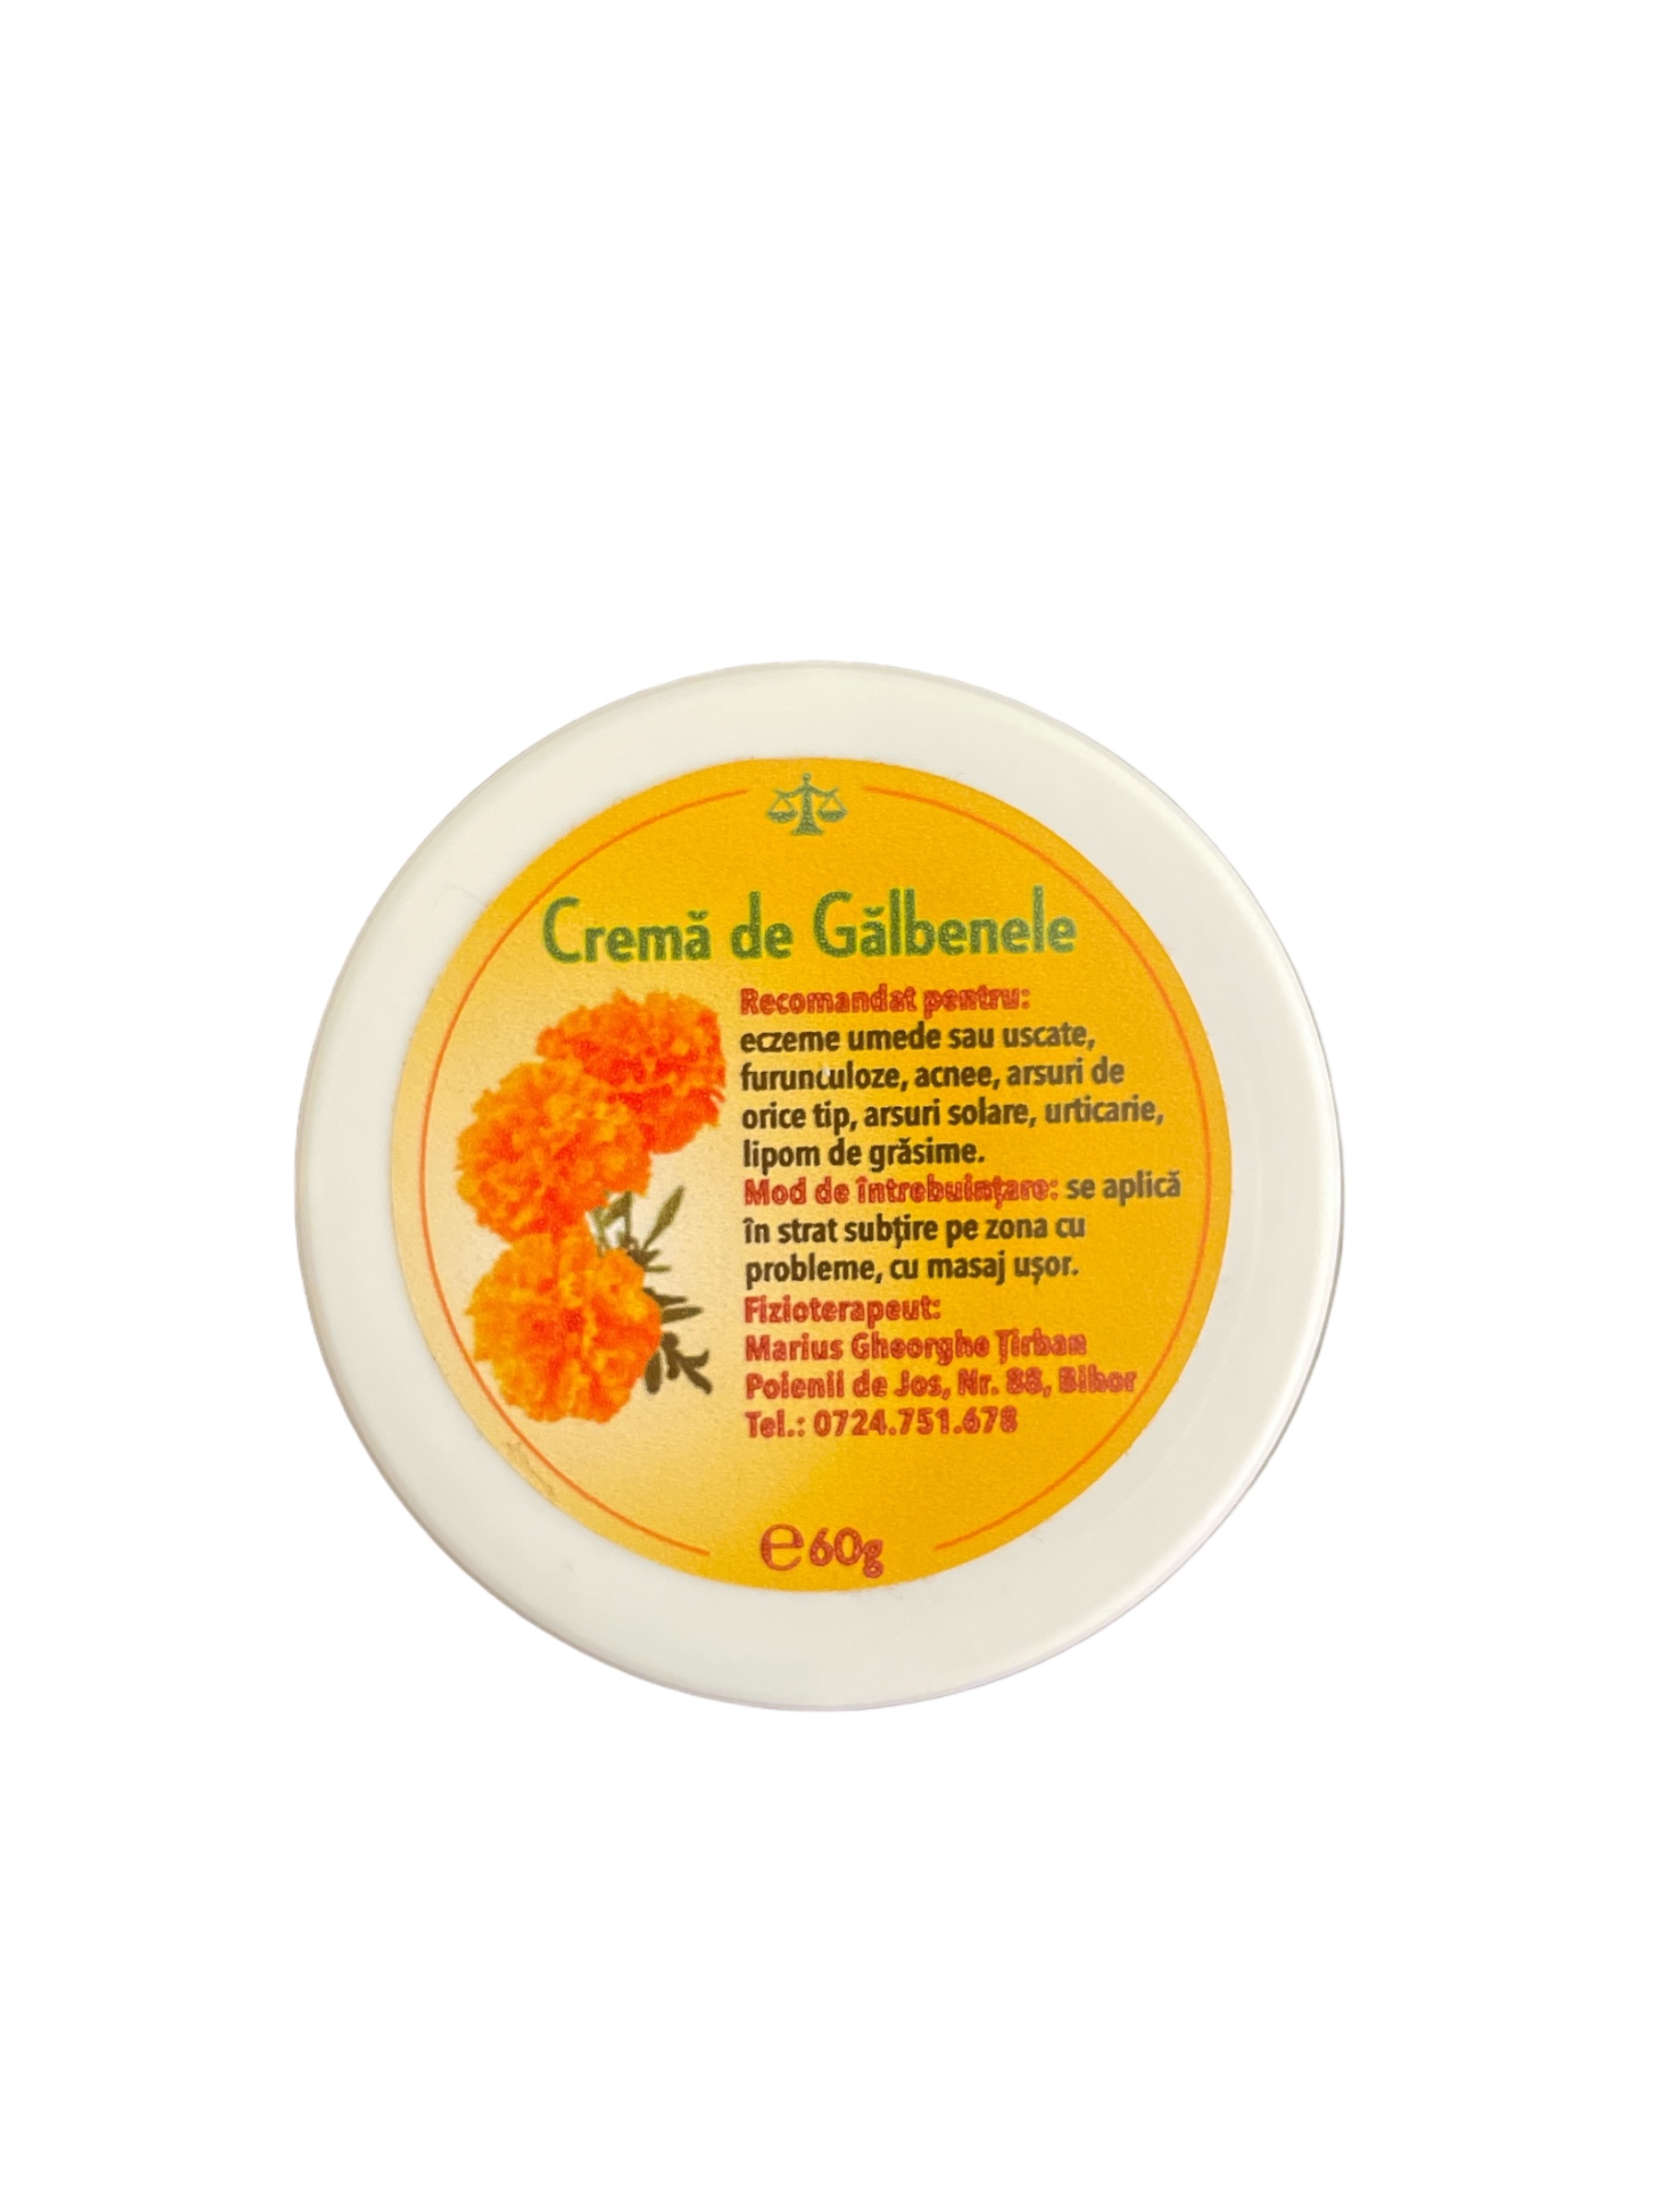 Cremă de Gălbenele
Recomandat pentru:
eczeme umede sau uscate,
furunculoze, acnee, arsuri de
orice tip, arsuri solare, urticarie,
lipom de grăsime.
Mod de întrebuințare: se aplică
în strat subțire pe zona cu
probleme, cu masaj ușor.
Fizioterapeut:
Marius Gheorghe Țirban
Poienii de Jos, Nr. 88, Bihor
Tel.: 0724.751.678
℮60g